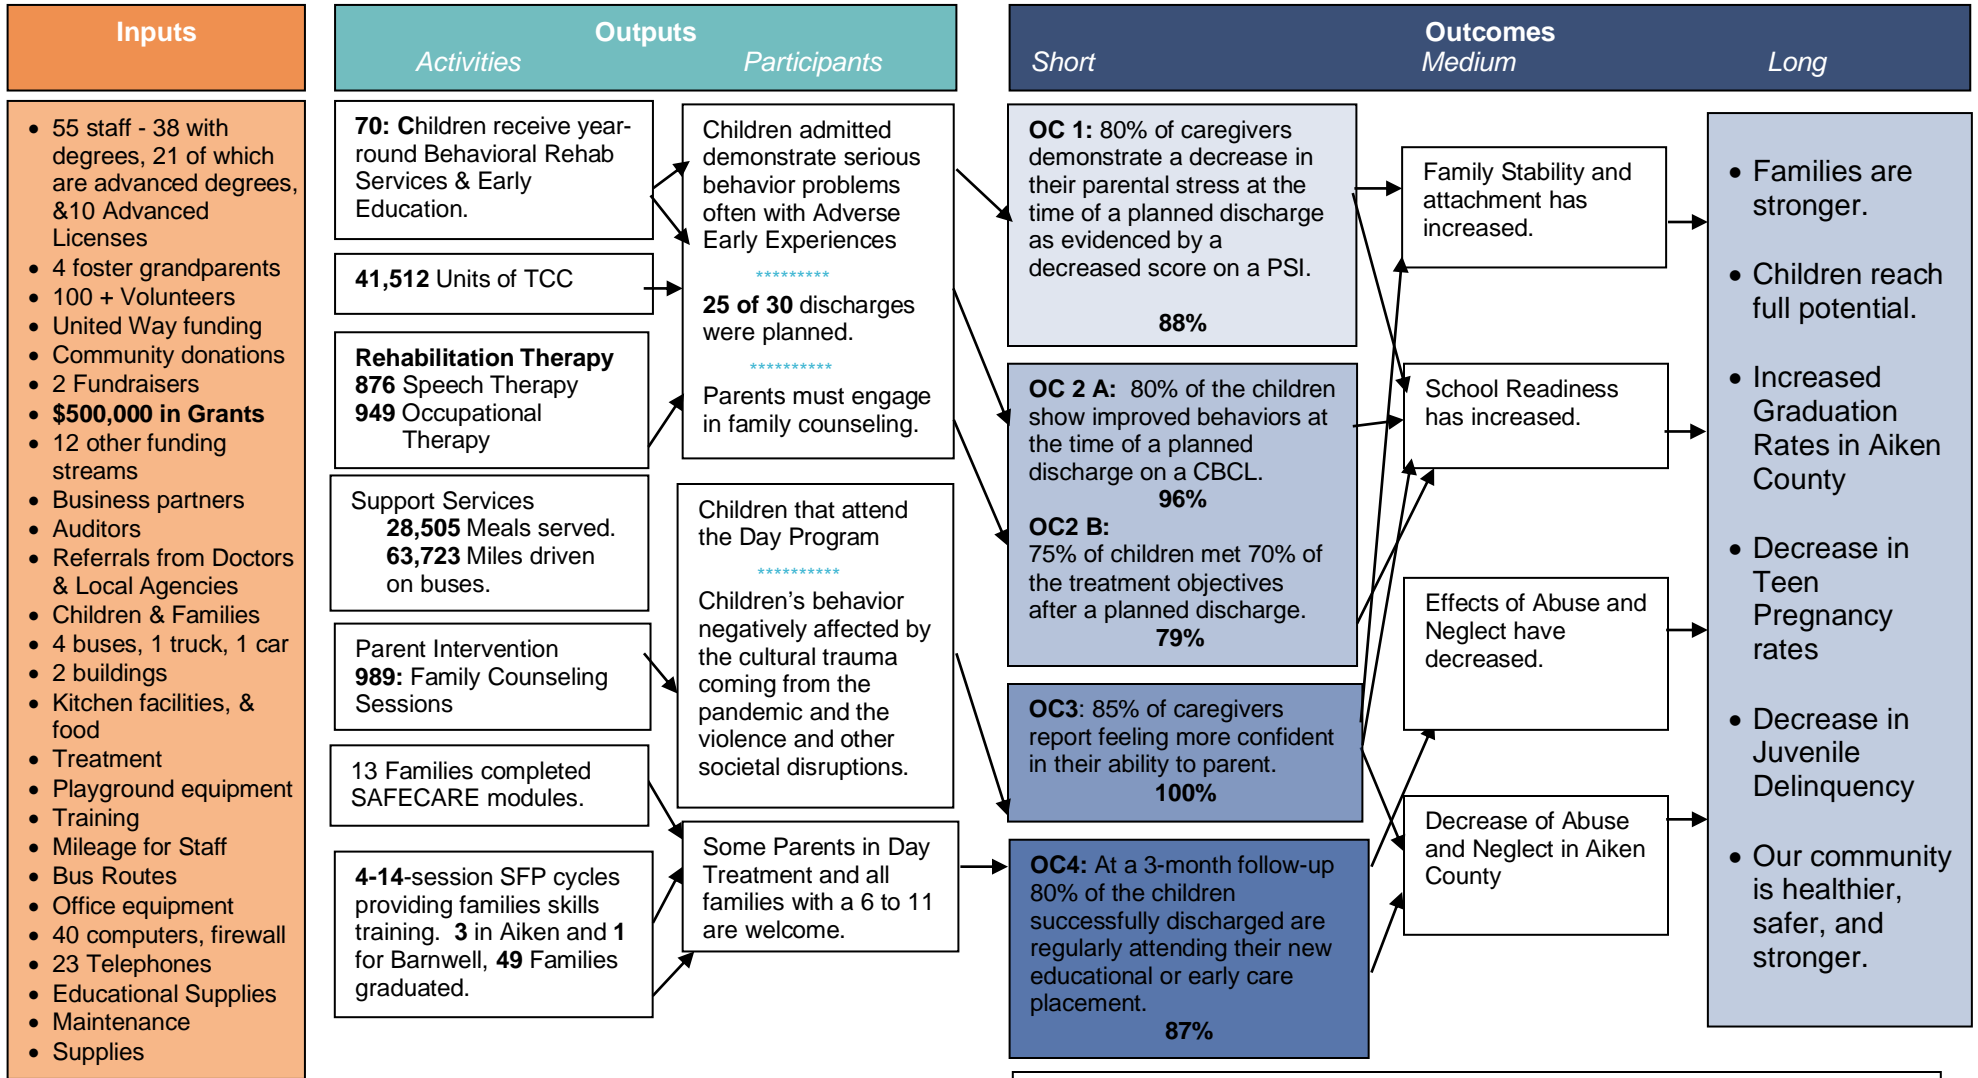 Inputs
Outputs
Activities
Participants
Outcomes
Short
Medium
Long
• 55 staff - 38 with
degrees, 21 of which
are advanced degrees,
&10 Advanced
Licenses
• 4 foster grandparents
• 100 + Volunteers
• United Way funding
• Community donations
• 2 Fundraisers
• $500,000 in Grants
• 12 other funding
streams
• Business partners
• Auditors
• Referrals from Doctors
& Local Agencies
• Children & Families
• 4 buses, 1 truck, 1 car
• 2 buildings
• Kitchen facilities, &
food
• Treatment
• Playground equipment
• Training
• Mileage for Staff
• Bus Routes
• Office equipment
• 40 computers, firewall
• 23 Telephones
• Educational Supplies
• Maintenance
• Supplies
70: Children receive year-
round Behavioral Rehab
Services & Early
Education.
41,512 Units of TCC
Rehabilitation Therapy
876 Speech Therapy
949 Occupational
Therapy
Support Services
28,505 Meals served.
63,723 Miles driven
on buses.
Parent Intervention
989: Family Counseling
Sessions
13 Families completed
SAFECARE modules.
4-14-session SFP cycles
providing families skills
training. 3 in Aiken and 1
for Barnwell, 49 Families
graduated.
Children admitted
demonstrate serious
behavior problems
often with Adverse
Early Experiences
*********
25 of 30 discharges
were planned.
**********
Parents must engage
in family counseling.
Children that attend
the Day Program
**********
Children's behavior
negatively affected by
the cultural trauma
coming from the
pandemic and the
violence and other
societal disruptions.
Some Parents in Day
Treatment and all
families with a 6 to 11
are welcome.
OC 1: 80% of caregivers
demonstrate a decrease in
their parental stress at the
time of a planned discharge
as evidenced by a
decreased score on a PSI.
88%
OC 2 A: 80% of the children
show improved behaviors at
the time of a planned
discharge on a CBCL.
96%
OC2 B:
75% of children met 70% of
the treatment objectives
after a planned discharge.
79%
OC3: 85% of caregivers
report feeling more confident
in their ability to parent.
100%
OC4: At a 3-month follow-up
80% of the children
successfully discharged are
regularly attending their new
educational or early care
placement.
87%
Family Stability and
attachment has
increased.
School Readiness
has increased.
Effects of Abuse and
Neglect have
decreased.
Decrease of Abuse
and Neglect in Aiken
County
• Families are
stronger.
• Children reach
full potential.
• Increased
Graduation
Rates in Aiken
County
• Decrease in
Teen
Pregnancy
rates
• Decrease in
Juvenile
Delinquency
• Our community
is healthier,
safer, and
stronger.